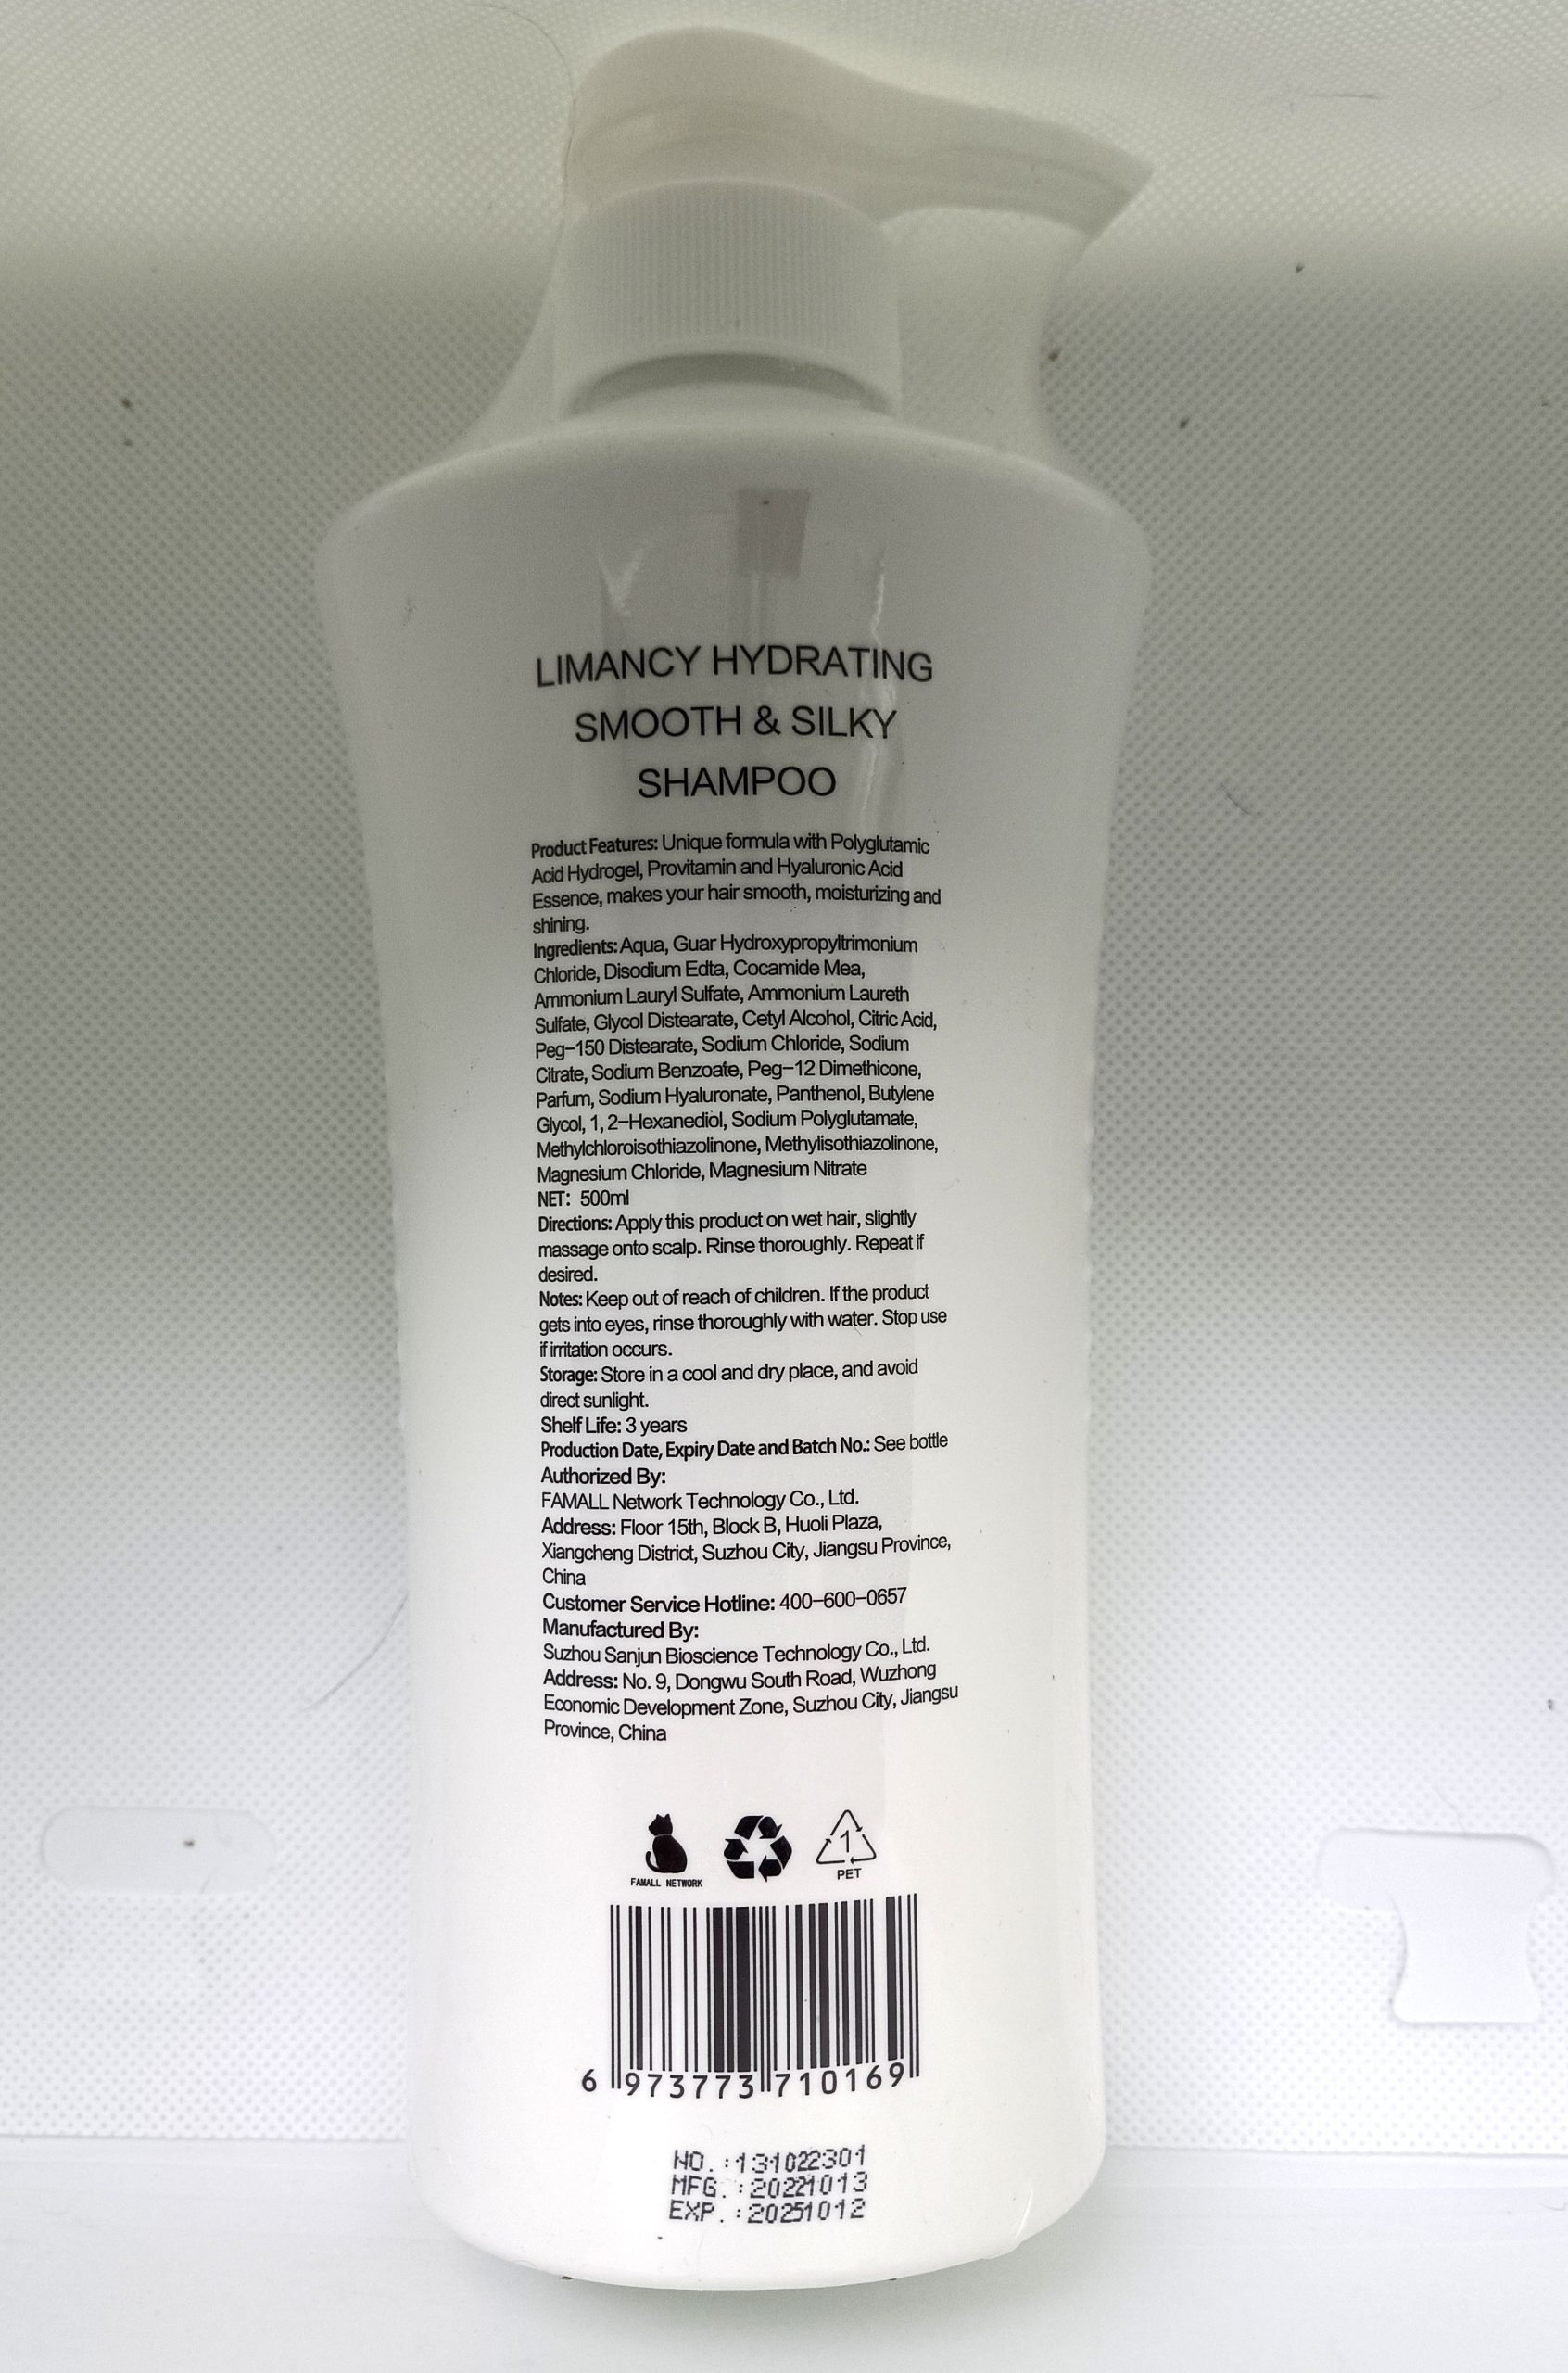 LIMANCY HYDRATING
SMOOTH & SILKY
SHAMPOO
Product Features: Unique formula with Polyglutamic
Acid Hydrogel, Provitamin and Hyaluronic Acid
Essence, makes your hair smooth, moisturizing and
shining.
Ingredients: Aqua, Guar Hydroxypropyltrimonium
Chloride, Disodium Edta, Cocamide Mea,
Ammonium Lauryl Sulfate, Ammonium Laureth
Sulfate, Glycol Distearate, Cetyl Alcohol, Citric Acid,
Peg-150 Distearate, Sodium Chloride, Sodium
Citrate, Sodium Benzoate, Peg-12 Dimethicone,
Parfum, Sodium Hyaluronate, Panthenol, Butylene
Glycol, 1, 2-Hexanediol, Sodium Polyglutamate,
Methylchloroisothiazolinone, Methylisothiazolinone,
Magnesium Chloride, Magnesium Nitrate
NET: 500ml
Directions: Apply this product on wet hair, slightly
massage onto scalp. Rinse thoroughly. Repeat if
desired.
Notes: Keep out of reach of children. If the product
gets into eyes, rinse thoroughly with water. Stop use
if irritation occurs.
Storage: Store in a cool and dry place, and avoid
direct sunlight.
Shelf Life: 3 years
Production Date, Expiry Date and Batch No.: See bottle
Authorized By:
FAMALL Network Technology Co., Ltd.
Address: Floor 15th, Block B, Huoli Plaza,
Xiangcheng District, Suzhou City, Jiangsu Province,
China
Customer Service Hotline: 400-600-0657
Manufactured By:
Suzhou Sanjun Bioscience Technology Co., Ltd.
Address: No. 9, Dongwu South Road, Wuzhong
Economic Development Zone, Suzhou City, Jiangsu
Province, China
FAMALL NETWORK
1
PET
6 973773 710169
NO.:131022301
MFG.:20221013
EXP.:20251012